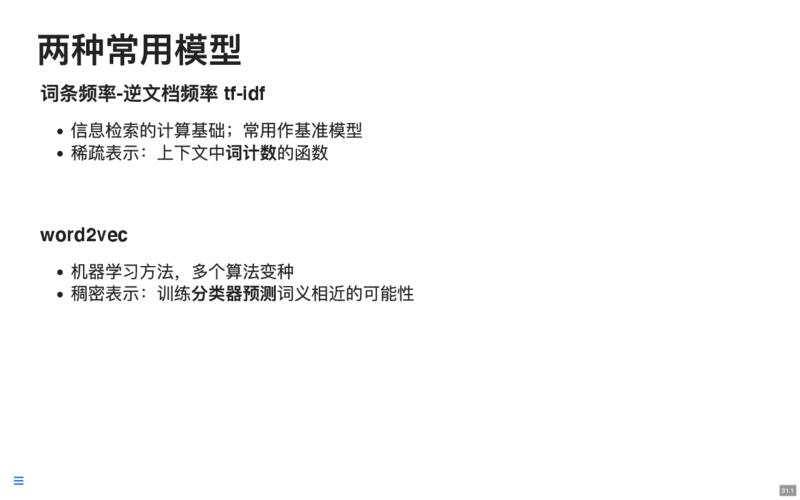 两种常用模型
词条频率-逆文档频率 tf-idf
信息检索的计算基础；常用作基准模型
稀疏表示：上下文中词计数的函数
word2vec
机器学习方法，多个算法变种
稠密表示：训练分类器预测词义相近的可能性
31.1